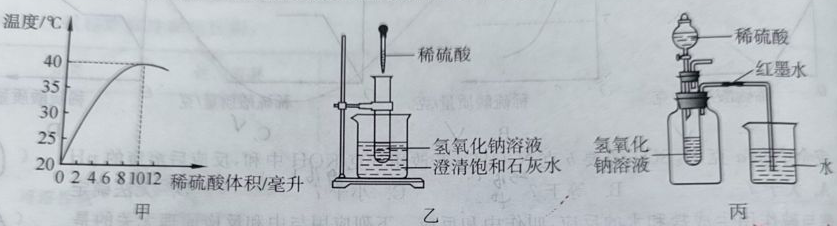 温度/℃
40
35
30
25
20
0 2 4 6 8 10 12 稀硫酸体积/毫升
甲
稀硫酸
氢氧化钠溶液
澄清饱和石灰水
乙
稀硫酸
红墨水
氢氧化
钠溶液
水
丙